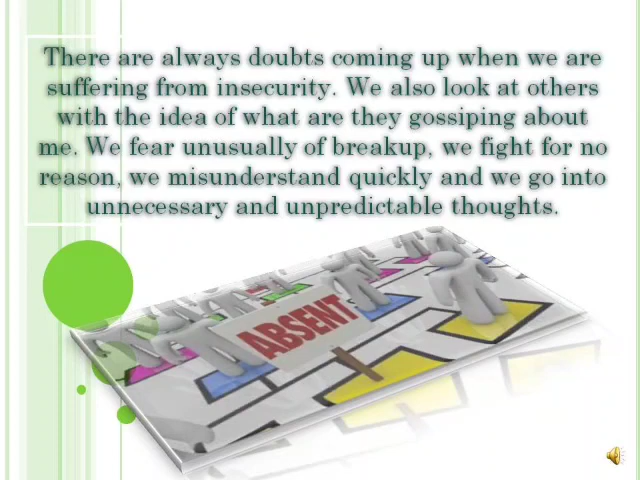 There are always doubts coming up when we are
suffering from insecurity. We also look at others
with the idea of what are they gossiping about
me. We fear unusually of breakup, we fight for no
reason, we misunderstand quickly and we go into
unnecessary and unpredictable thoughts.
ABSENT